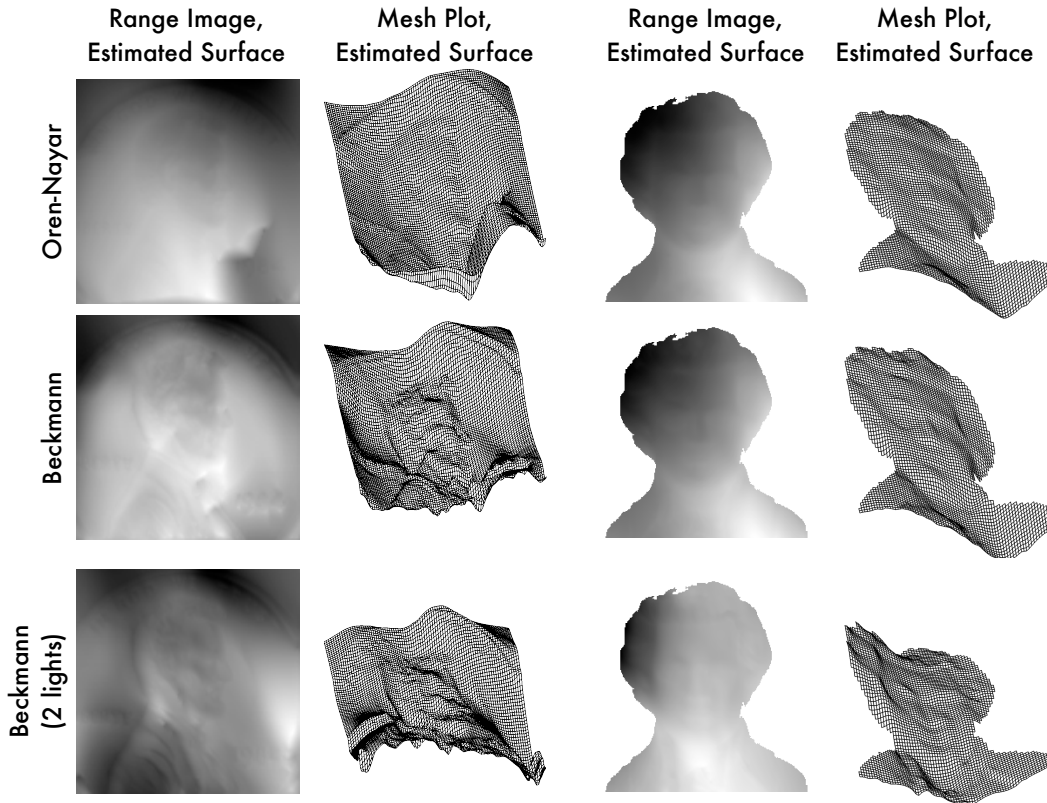 Range Image,
Estimated Surface
Mesh Plot,
Estimated Surface
Range Image,
Estimated Surface
Mesh Plot,
Estimated Surface
Oren-Nayar
Beckmann
Beckmann
(2 lights)